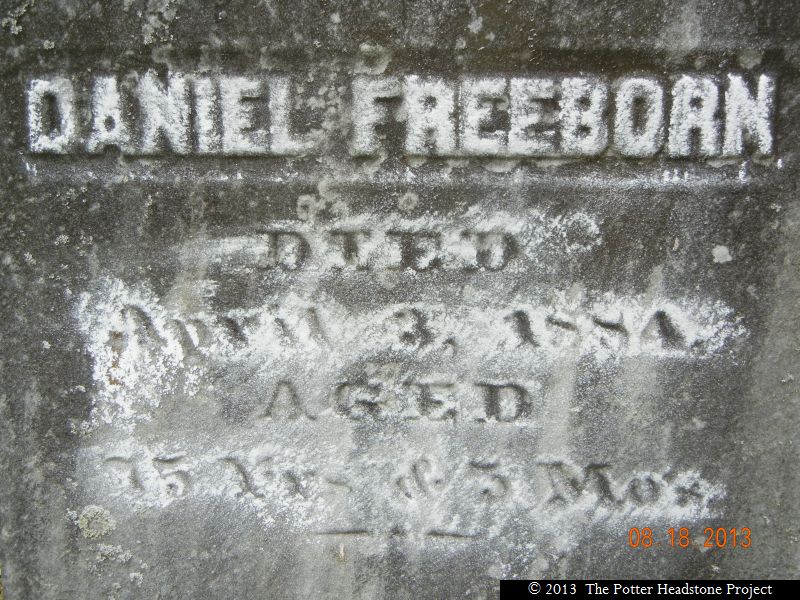 DANIEL FREEBORN
DIED
April 3, 1884.
AGED
75 Yrs & 5 Mos
08.18.2013
© 2013 The Potter Headstone Project